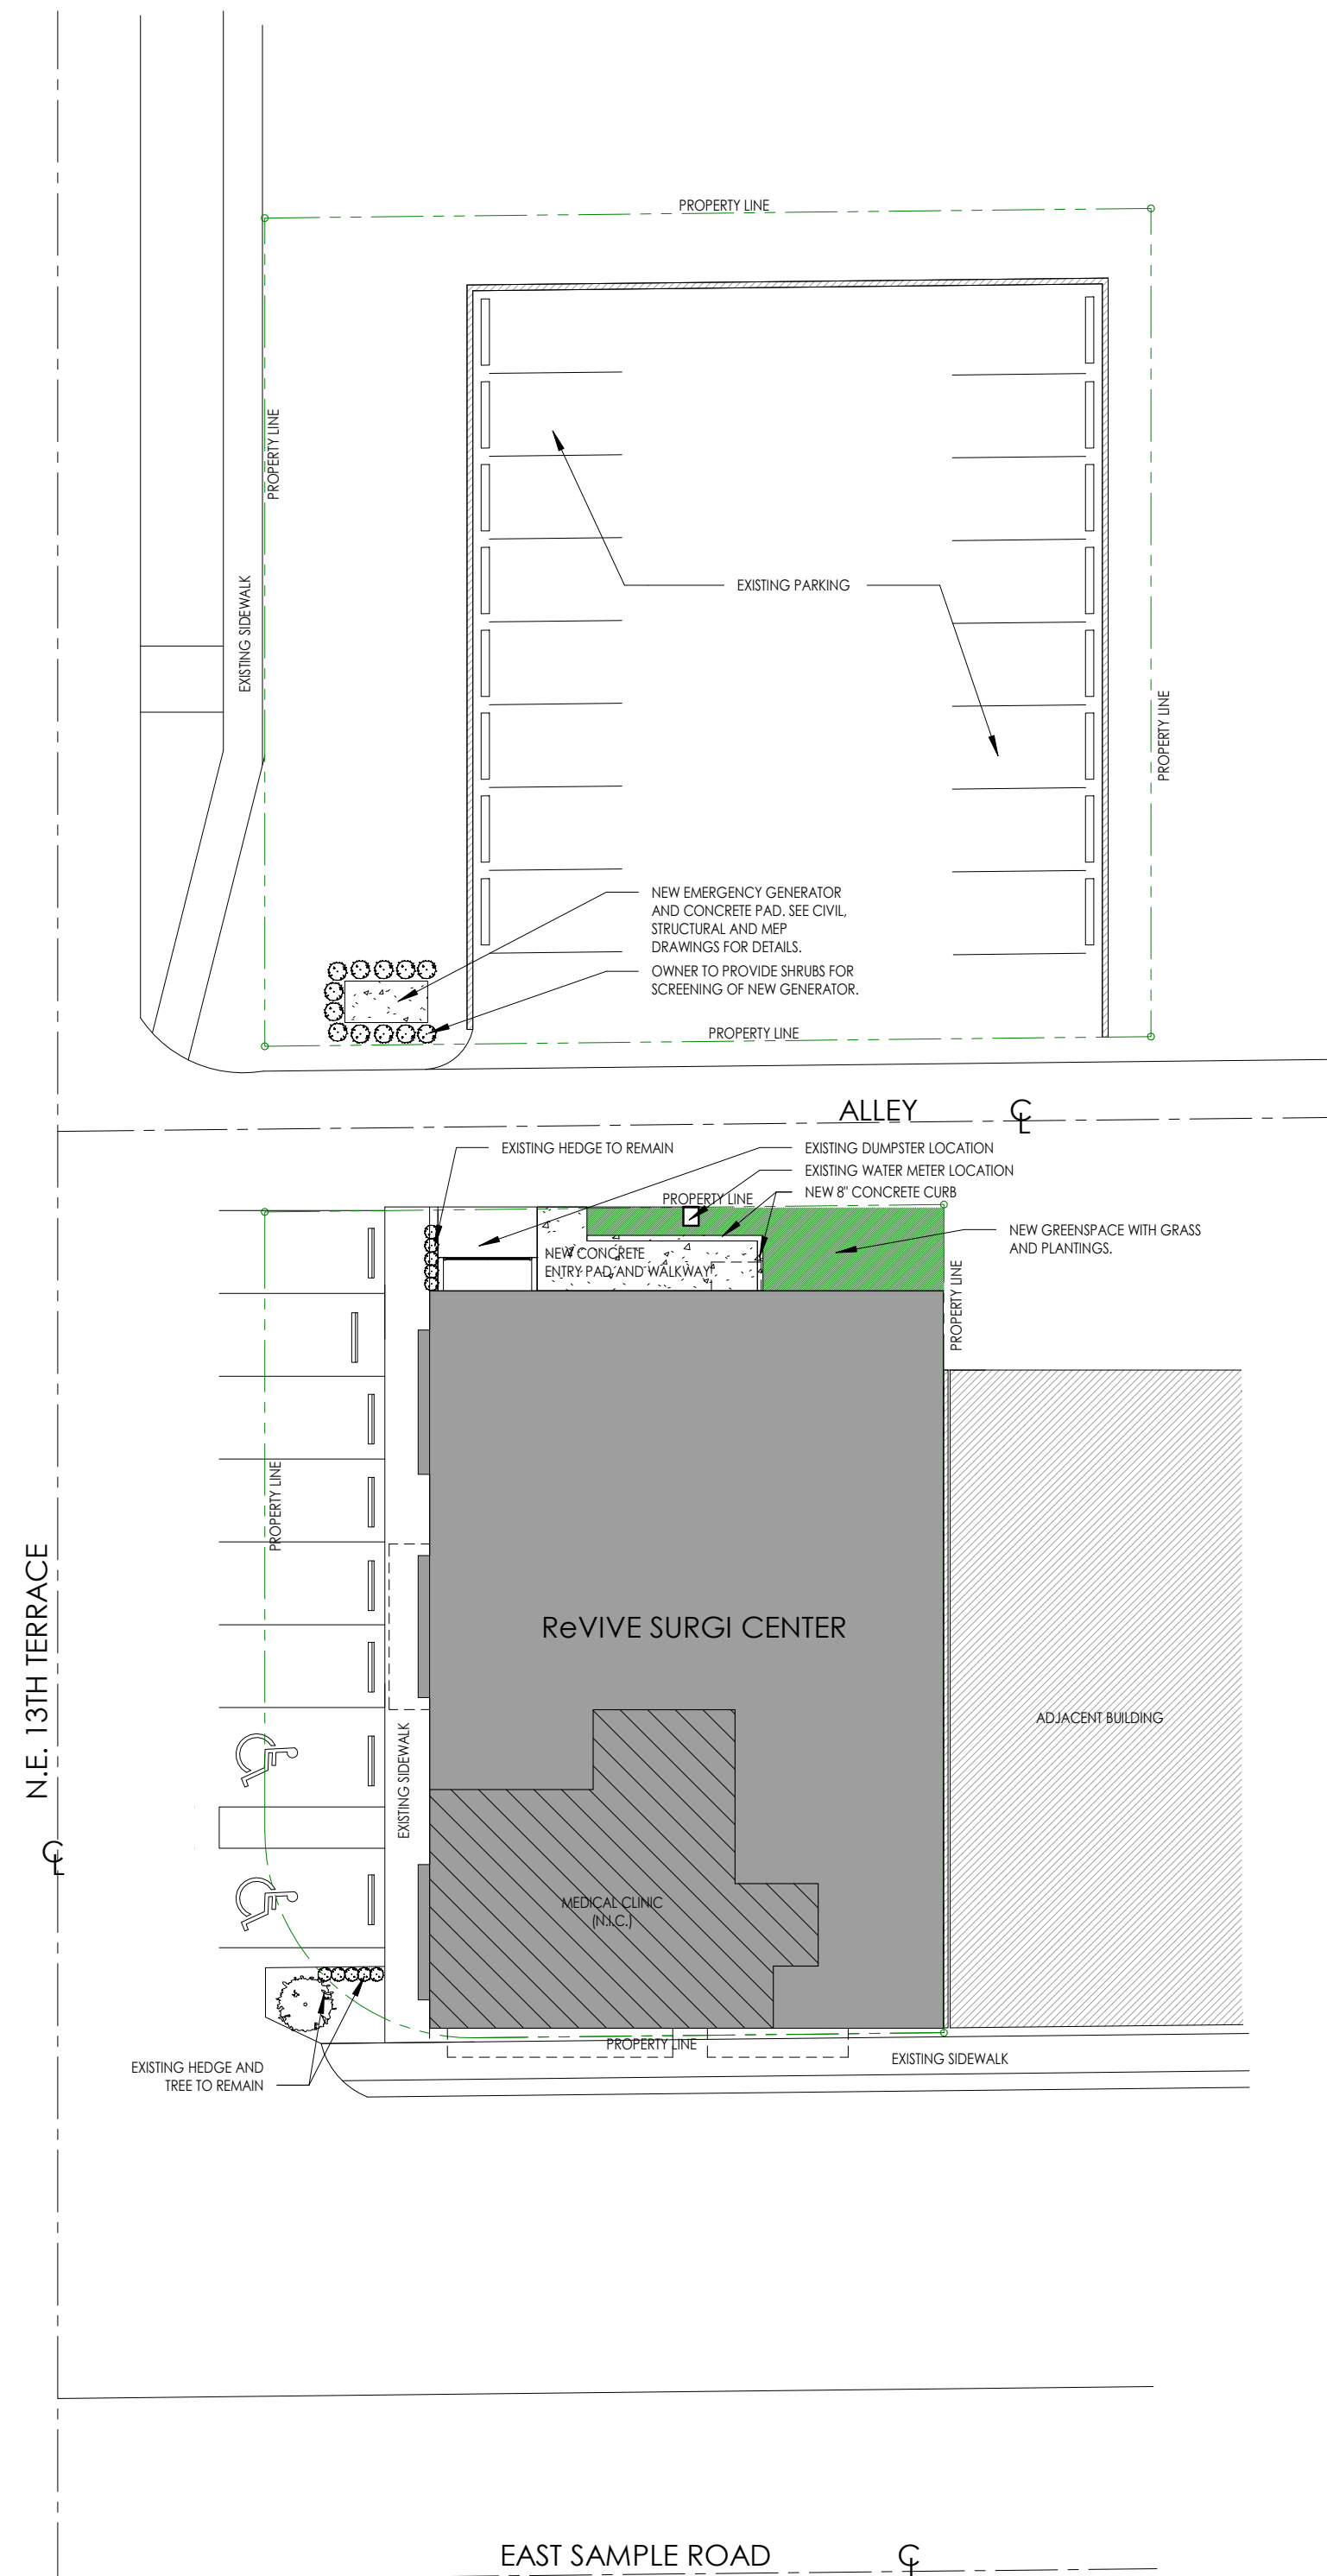 PROPERTY LINE
PROPERTY LINE
EXISTING SIDEWALK
EXISTING PARKING
PROPERTY LINE
NEW EMERGENCY GENERATOR
AND CONCRETE PAD. SEE CIVIL,
STRUCTURAL AND MEP
DRAWINGS FOR DETAILS.
OWNER TO PROVIDE SHRUBS FOR
SCREENING OF NEW GENERATOR.
PROPERTY LINE
ALLEY ℄
EXISTING HEDGE TO REMAIN
EXISTING DUMPSTER LOCATION
EXISTING WATER METER LOCATION
NEW 8" CONCRETE CURB
PROPERTY LINE
NEW GREENSPACE WITH GRASS
AND PLANTINGS.
NEW CONCRETE
ENTRY PAD AND WALKWAY
PROPERTY LINE
PROPERTY LINE
N.E. 13TH TERRACE
℄
ReVIVE SURGI CENTER
EXISTING SIDEWALK
ADJACENT BUILDING
MEDICAL CLINIC
(N.I.C.)
PROPERTY LINE
EXISTING SIDEWALK
EXISTING HEDGE AND
TREE TO REMAIN
EAST SAMPLE ROAD ℄